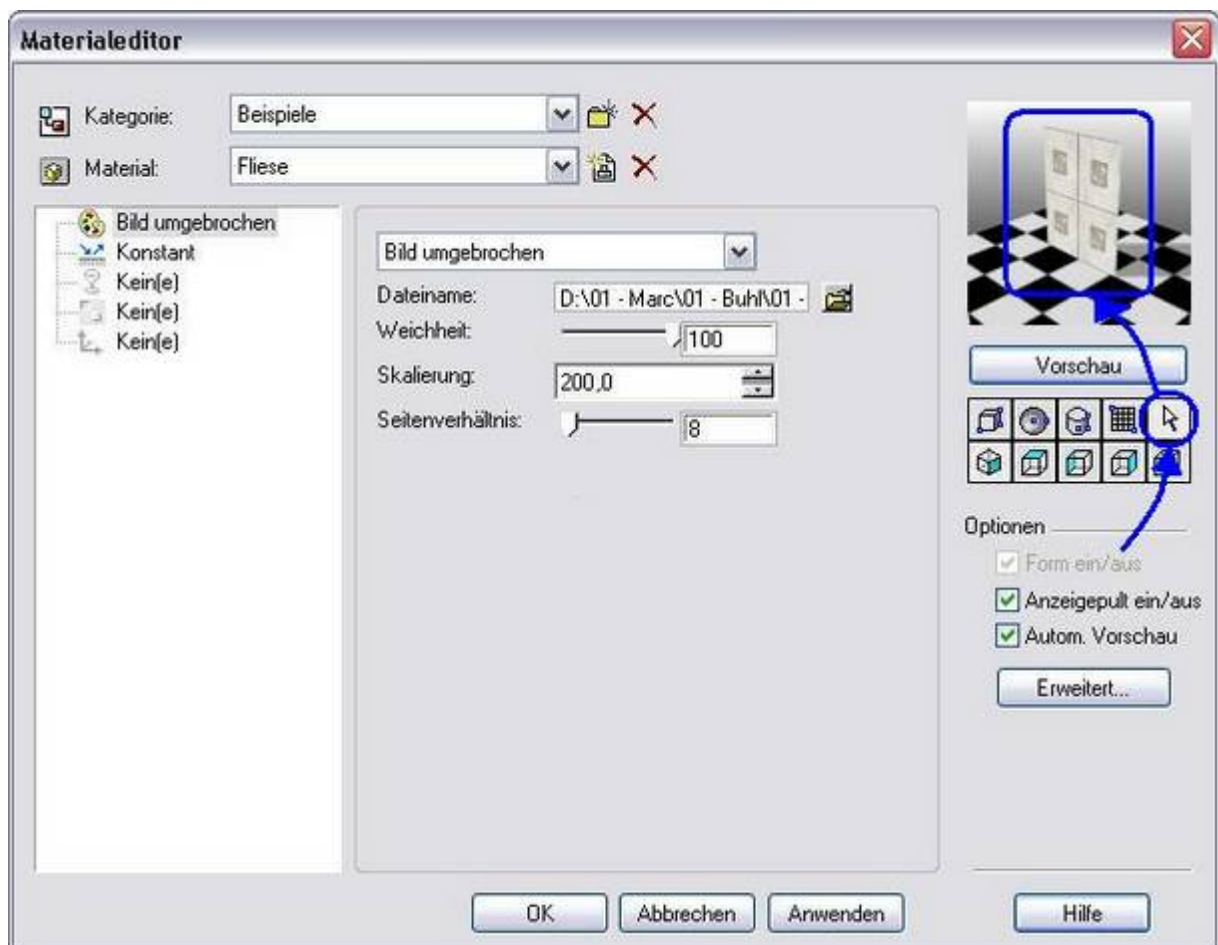 Materialeditor
Kategorie: Beispiele
Material: Fliese
Bild umgebrochen
Konstant
Kein(e)
Kein(e)
Kein(e)
Bild umgebrochen
Dateiname: D:\01 - Marc\01 - Buhl\01 -
Weichheit: 100
Skalierung: 200,0
Seitenverhältnis: 8
Vorschau
Optionen
Form ein/aus
Anzeigepult ein/aus
Autom. Vorschau
Erweitert...
OK Abbrechen Anwenden Hilfe